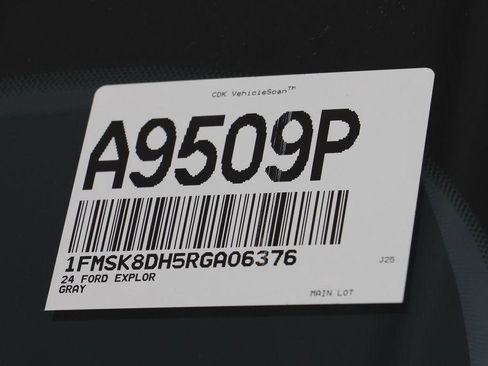 CDK VehicleScan™
A9509P
1FMSK8DH5RGA06376
24 FORD EXPLOR
GRAY
J25
MAIN LOT